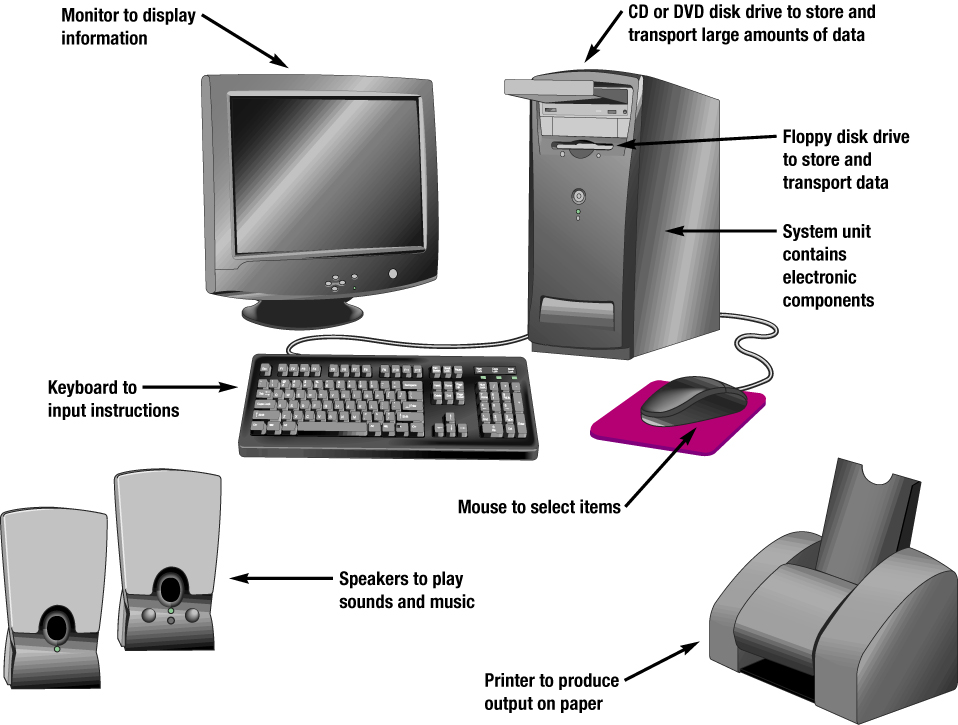 Monitor to display
information
CD or DVD disk drive to store and
transport large amounts of data
Floppy disk drive
to store and
transport data
System unit
contains
electronic
components
Keyboard to
input instructions
Mouse to select items
Speakers to play
sounds and music
Printer to produce
output on paper